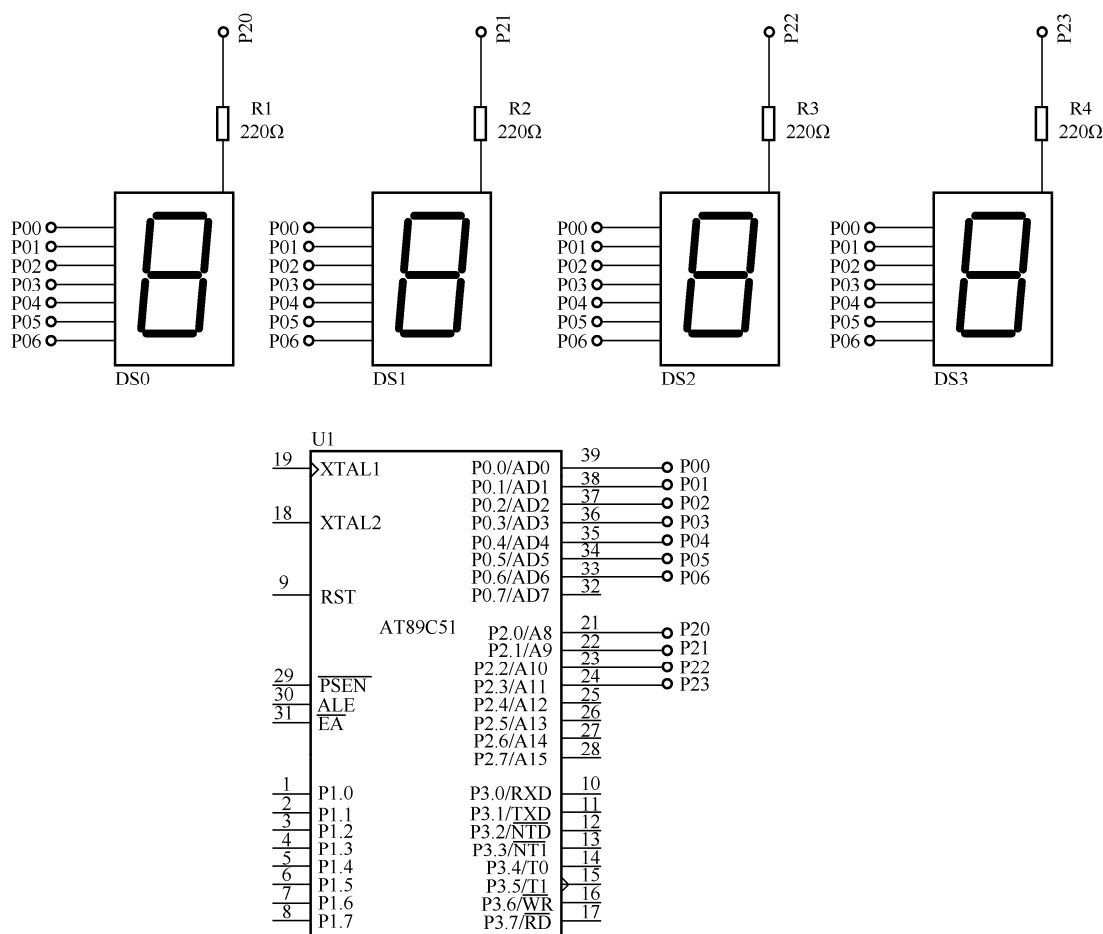 P20
P21
P22
P23
R1
220Ω
R2
220Ω
R3
220Ω
R4
220Ω
P00
P01
P02
P03
P04
P05
P06
DS0
P00
P01
P02
P03
P04
P05
P06
DS1
P00
P01
P02
P03
P04
P05
P06
DS2
P00
P01
P02
P03
P04
P05
P06
DS3
U1
19 XTAL1
18 XTAL2
9 RST
AT89C51
29 PSEN
30 ALE
31 EA
1 P1.0
2 P1.1
3 P1.2
4 P1.3
5 P1.4
6 P1.5
7 P1.6
8 P1.7
P0.0/AD0 39 P00
P0.1/AD1 38 P01
P0.2/AD2 37 P02
P0.3/AD3 36 P03
P0.4/AD4 35 P04
P0.5/AD5 34 P05
P0.6/AD6 33 P06
P0.7/AD7 32
P2.0/A8 21 P20
P2.1/A9 22 P21
P2.2/A10 23 P22
P2.3/A11 24 P23
P2.4/A12 25
P2.5/A13 26
P2.6/A14 27
P2.7/A15 28
P3.0/RXD 10
P3.1/TXD 11
P3.2/NTD 12
P3.3/NT1 13
P3.4/T0 14
P3.5/T1 15
P3.6/WR 16
P3.7/RD 17